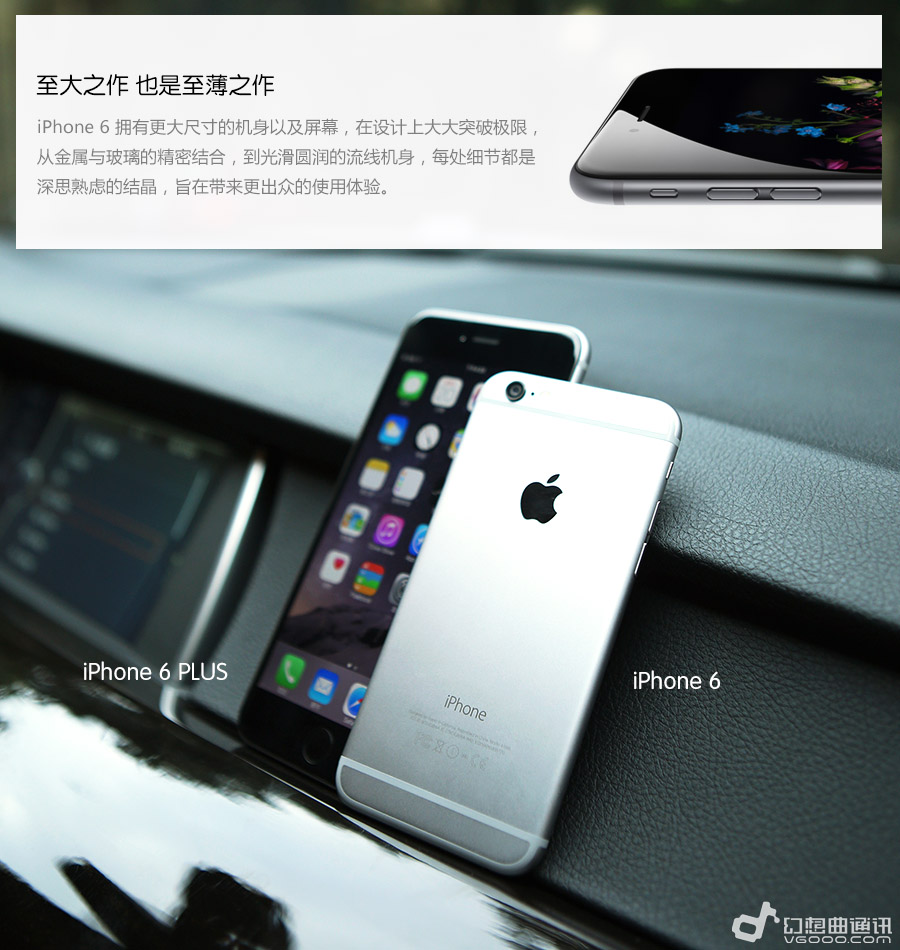 至大之作 也是至薄之作
iPhone 6 拥有更大尺寸的机身以及屏幕，在设计上大大突破极限，
从金属与玻璃的精密结合，到光滑圆润的流线机身，每处细节都是
深思熟虑的结晶，旨在带来更出众的使用体验。
iPhone 6 PLUS
iPhone 6
iPhone
幻想曲通讯
VGOOO.COM